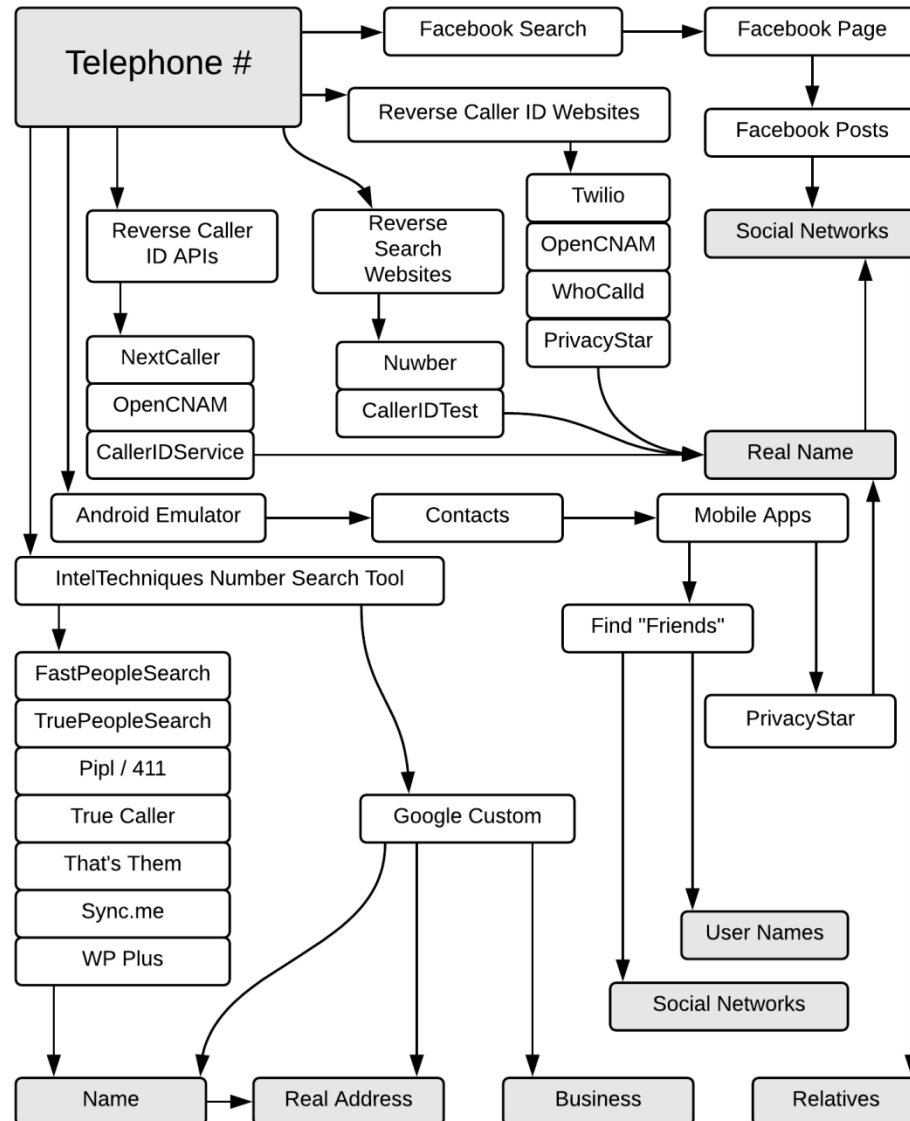 Telephone #
Facebook Search
Facebook Page
Reverse Caller ID Websites
Facebook Posts
Twilio
OpenCNAM
WhoCalld
PrivacyStar
Reverse Caller
ID APIs
Reverse
Search
Websites
Social Networks
NextCaller
OpenCNAM
CallerIDService
Nuwber
CallerIDTest
Real Name
Android Emulator
Contacts
Mobile Apps
IntelTechniques Number Search Tool
Find "Friends"
FastPeopleSearch
TruePeopleSearch
Pipl / 411
True Caller
That's Them
Sync.me
WP Plus
PrivacyStar
Google Custom
User Names
Social Networks
Name
Real Address
Business
Relatives